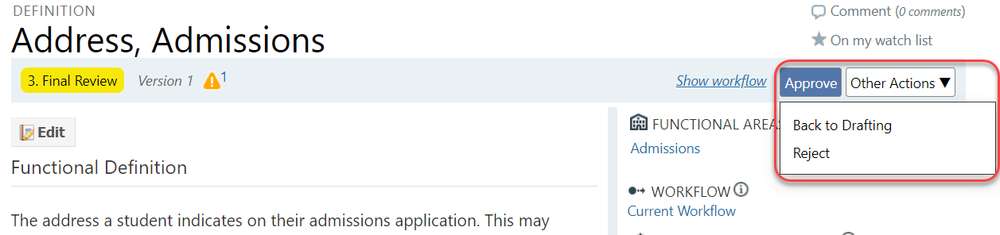 DEFINITION
Comment (0 comments)
Address, Admissions
On my watch list
3. Final Review Version 1 1 Show workflow Approve Other Actions ▼
Back to Drafting
Reject
Edit
FUNCTIONAL AREAS
Admissions
Functional Definition
WORKFLOW
Current Workflow
The address a student indicates on their admissions application. This may